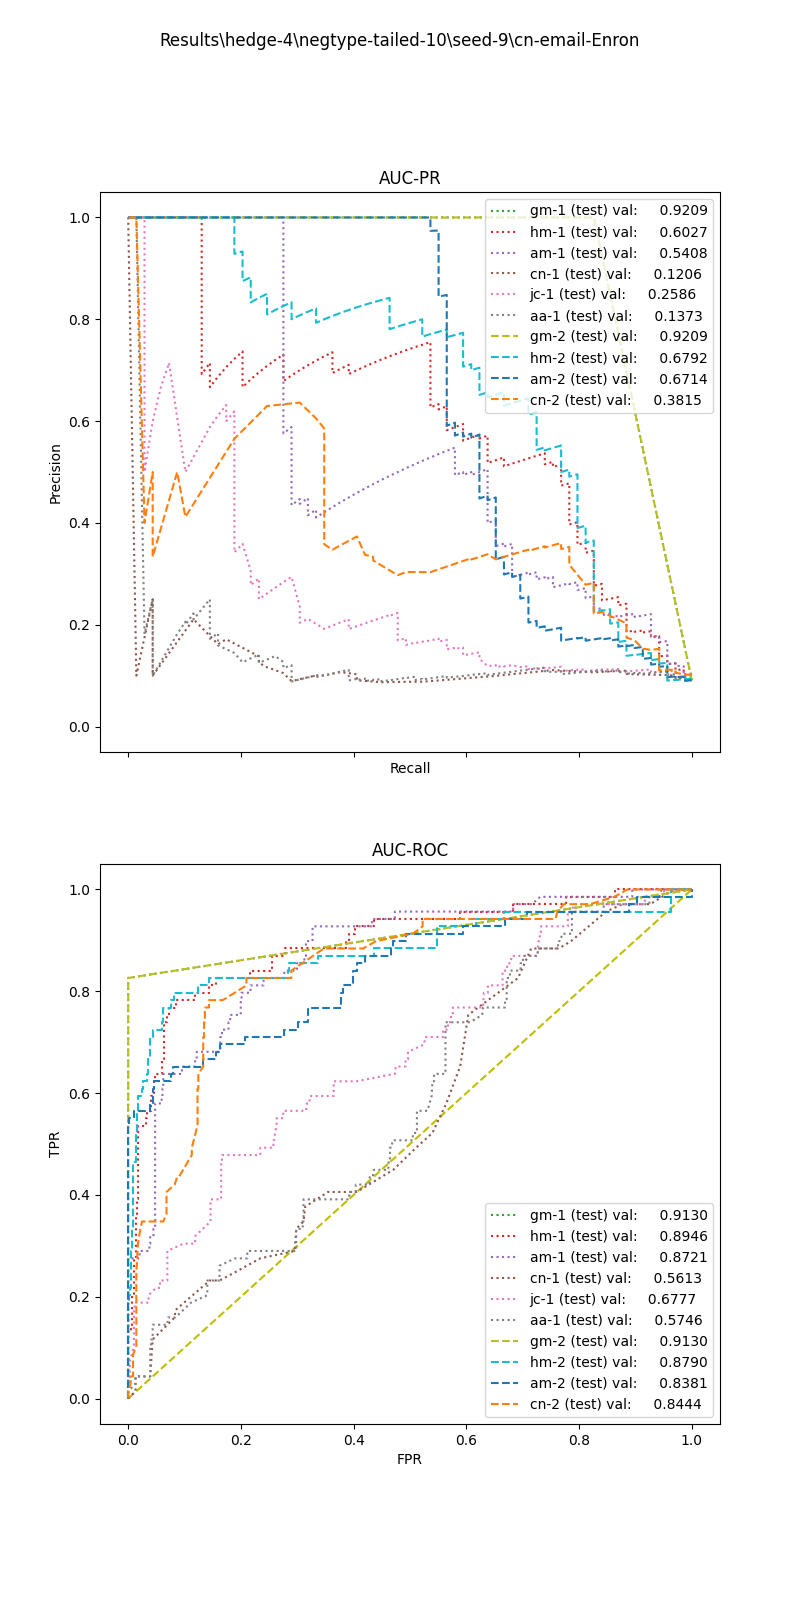 Results\hedge-4\negtype-tailed-10\seed-9\cn-email-Enron
AUC-PR
1.0
0.8
0.6
0.4
0.2
0.0
Precision
Recall
gm-1 (test) val: 0.9209
hm-1 (test) val: 0.6027
am-1 (test) val: 0.5408
cn-1 (test) val: 0.1206
jc-1 (test) val: 0.2586
aa-1 (test) val: 0.1373
gm-2 (test) val: 0.9209
hm-2 (test) val: 0.6792
am-2 (test) val: 0.6714
cn-2 (test) val: 0.3815
AUC-ROC
1.0
0.8
0.6
0.4
0.2
0.0
TPR
gm-1 (test) val: 0.9130
hm-1 (test) val: 0.8946
am-1 (test) val: 0.8721
cn-1 (test) val: 0.5613
jc-1 (test) val: 0.6777
aa-1 (test) val: 0.5746
gm-2 (test) val: 0.9130
hm-2 (test) val: 0.8790
am-2 (test) val: 0.8381
cn-2 (test) val: 0.8444
0.0 0.2 0.4 0.6 0.8 1.0
FPR